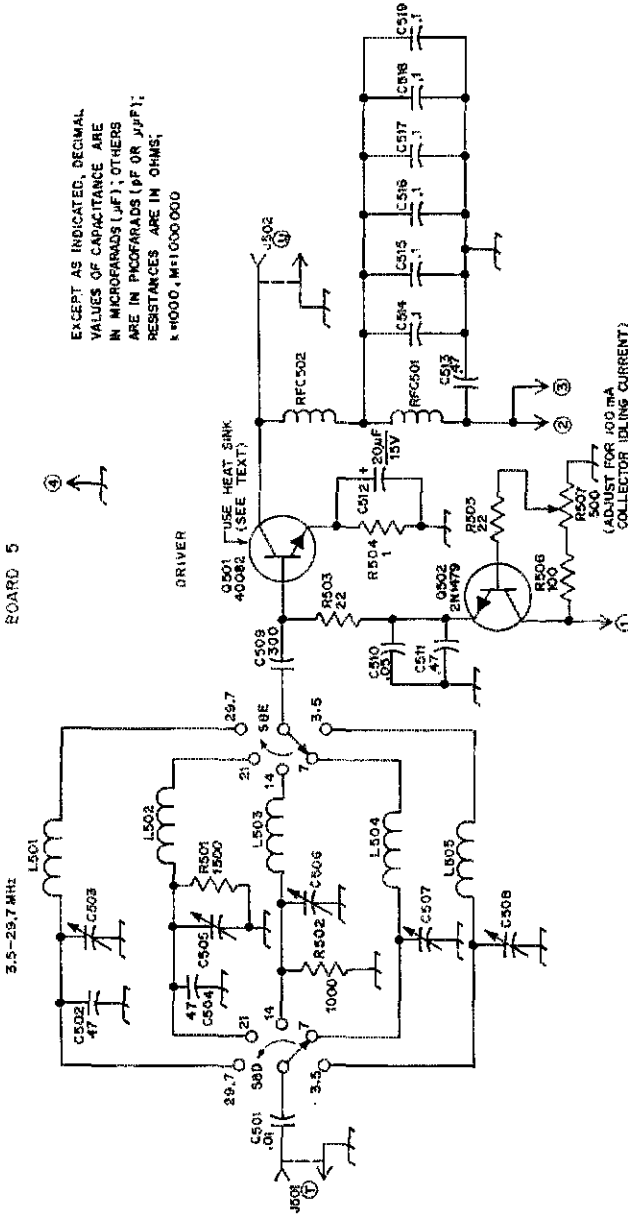 BOARD 5
3.5-29.7 MHz
EXCEPT AS INDICATED, DECIMAL
VALUES OF CAPACITANCE ARE
IN MICROFARADS (µF); OTHERS
ARE IN PICOFARADS (pF OR µµF);
RESISTANCES ARE IN OHMS;
k=1000, M=1000000
4
DRIVER
USE HEAT SINK
(SEE TEXT)
Q501
40082
J502
U
L501
C502
47
C503
29.7
29.7
L502
R501
1500
C505
47
C504
21
21
S8D
S8E
L503
C506
R502
1000
14
14
7
7
L504
C507
L505
C508
3.5
3.5
C501
.01
J501
T
C509
300
R503
22
C510
.05
C511
.47
C512
+
20µF
15V
R504
1
Q502
2N1479
R505
22
R506
100
R507
500
(ADJUST FOR 100 mA
COLLECTOR IDLING CURRENT)
1
RFC502
RFC501
C513
.47
2
3
C514
.1
C515
.1
C516
.1
C517
.1
C518
.1
C519
.1